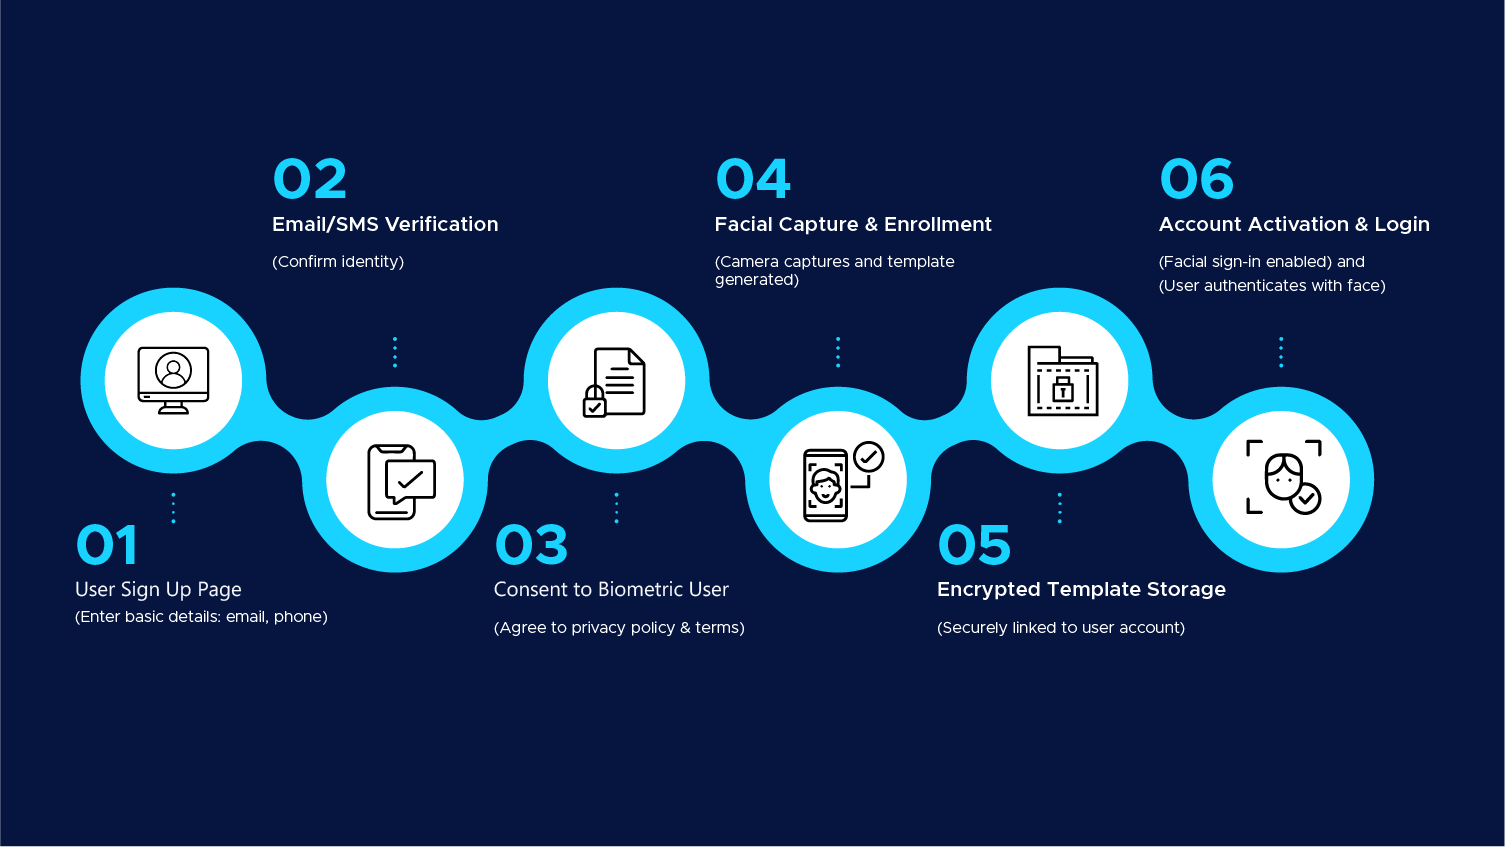 01
User Sign Up Page
(Enter basic details: email, phone)
02
Email/SMS Verification
(Confirm identity)
03
Consent to Biometric User
(Agree to privacy policy & terms)
04
Facial Capture & Enrollment
(Camera captures and template
generated)
05
Encrypted Template Storage
(Securely linked to user account)
06
Account Activation & Login
(Facial sign-in enabled) and
(User authenticates with face)